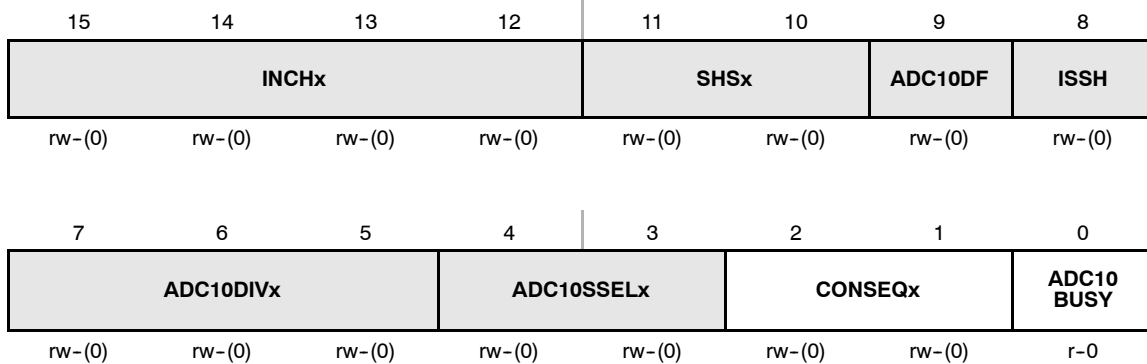 15 14 13 12 11 10 9 8
INCHx SHSx ADC10DF ISSH
rw-(0) rw-(0) rw-(0) rw-(0) rw-(0) rw-(0) rw-(0) rw-(0)
7 6 5 4 3 2 1 0
ADC10DIVx ADC10SSELx CONSEQx ADC10
BUSY
rw-(0) rw-(0) rw-(0) rw-(0) rw-(0) rw-(0) rw-(0) r-0